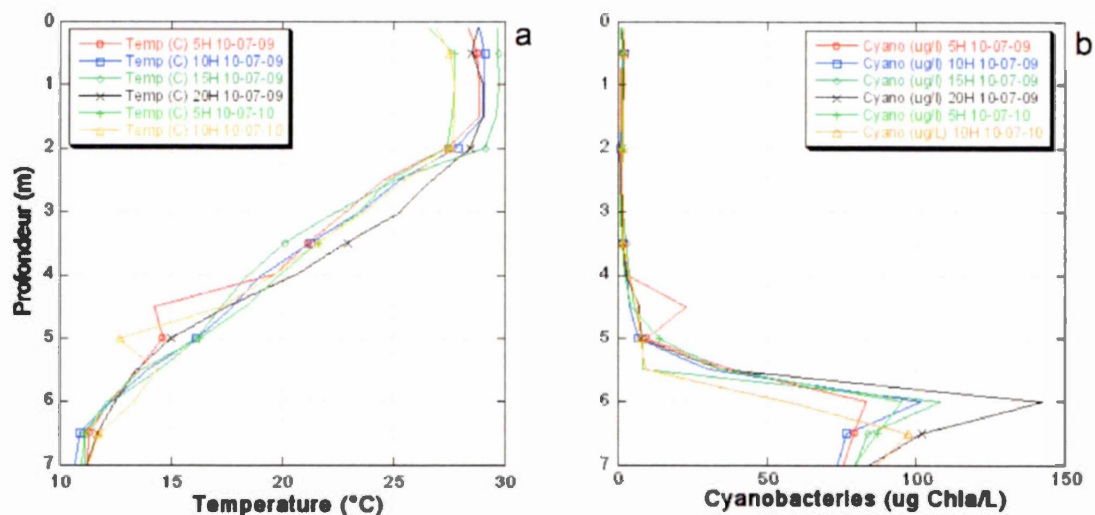 a
Temp (C) 5H 10-07-09
Temp (C) 10H 10-07-09
Temp (C) 15H 10-07-09
Temp (C) 20H 10-07-09
Temp (C) 5H 10-07-10
Temp (C) 10H 10-07-10
0
1
2
3
4
5
6
7
Profondeur (m)
10 15 20 25 30
Temperature (°C)
b
Cyano (ug/l) 5H 10-07-09
Cyano (ug/l) 10H 10-07-09
Cyano (ug/l) 15H 10-07-09
Cyano (ug/l) 20H 10-07-09
Cyano (ug/l) 5H 10-07-10
Cyano (ug/L) 10H 10-07-10
0
1
2
3
4
5
6
7
0 50 100 150
Cyanobacteries (ug Chla/L)